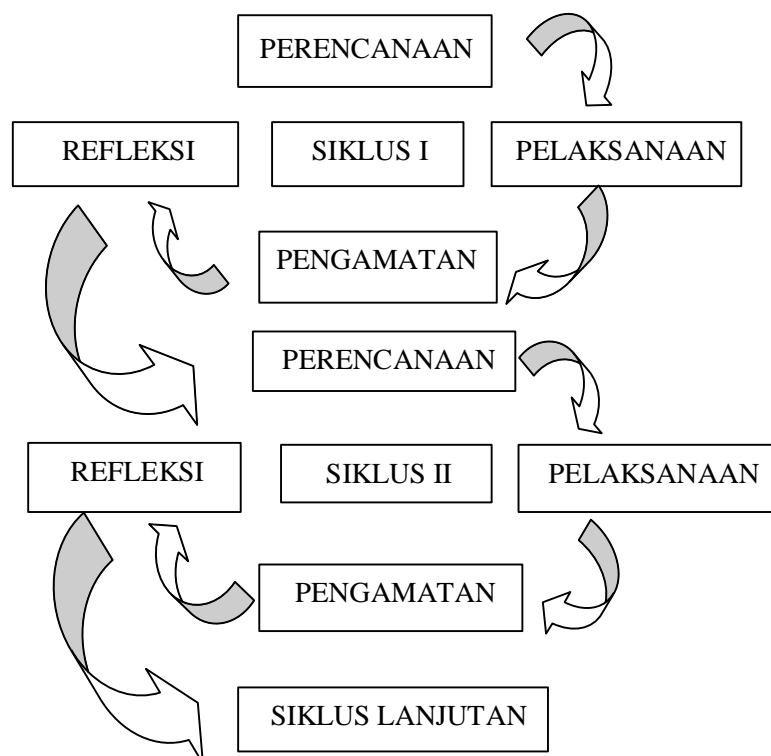 PERENCANAAN
REFLEKSI
SIKLUS I
PELAKSANAAN
PENGAMATAN
PERENCANAAN
REFLEKSI
SIKLUS II
PELAKSANAAN
PENGAMATAN
SIKLUS LANJUTAN